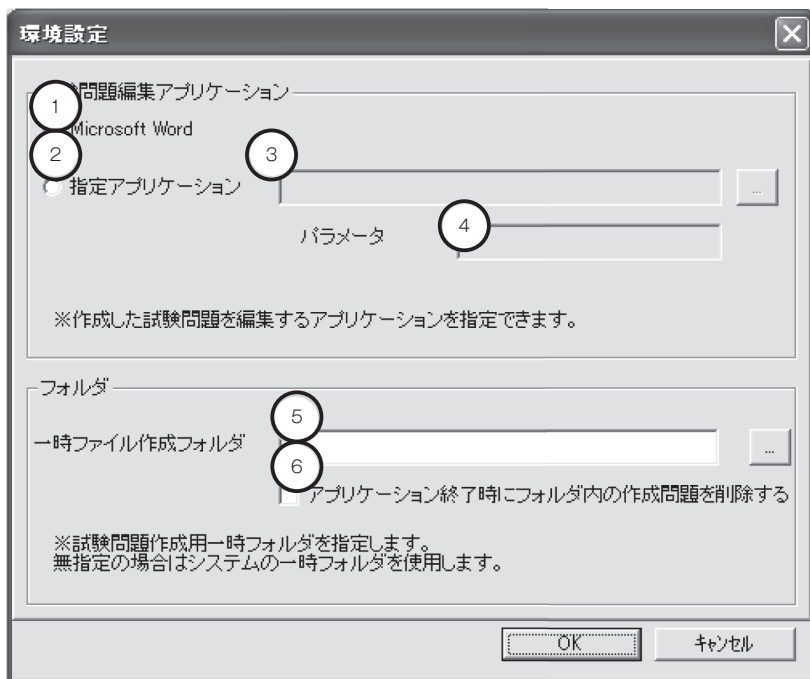 環境設定
①
問題編集アプリケーション
Microsoft Word
②
③
指定アプリケーション
...
パラメータ
④
※作成した試験問題を編集するアプリケーションを指定できます。
フォルダ
⑤
一時ファイル作成フォルダ
...
⑥
アプリケーション終了時にフォルダ内の作成問題を削除する
※試験問題作成用一時フォルダを指定します。
無指定の場合はシステムの一時フォルダを使用します。
OK
キャンセル